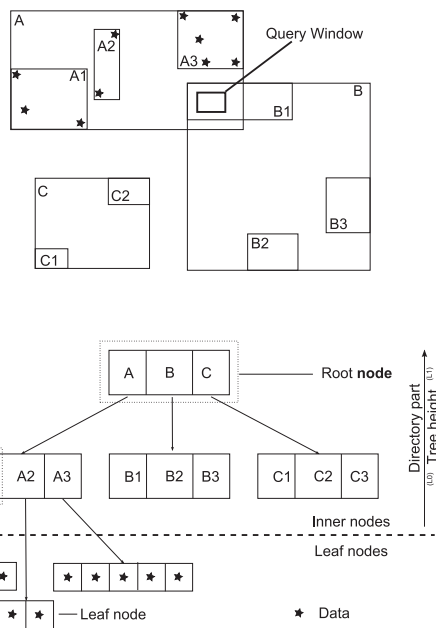 A
A2
A3
Query Window
A1
B
B1
C
C2
B3
C1
B2
A B C
Root node
A2 A3
B1 B2 B3
C1 C2 C3
Directory part
(L0) Tree height (L1)
Inner nodes
Leaf nodes
Leaf node
Data